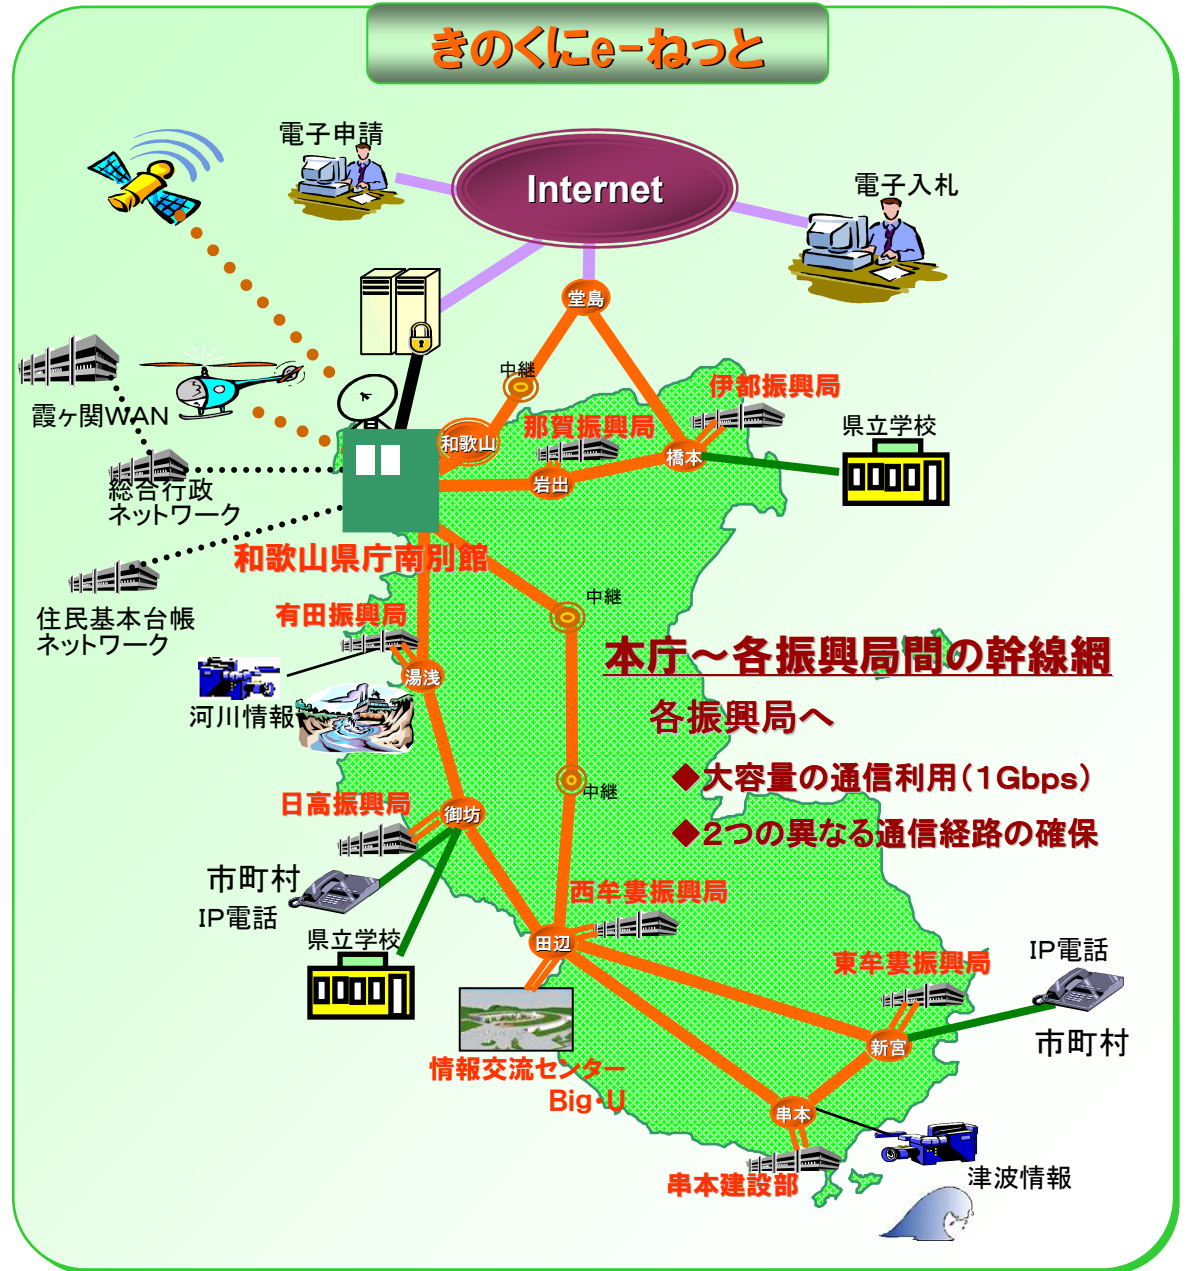 きのくにe-ねっと
電子申請
Internet
電子入札
堂島
中継
伊都振興局
那賀振興局
県立学校
霞ヶ関WAN
和歌山
橋本
岩出
総合行政
ネットワーク
和歌山県庁南別館
住民基本台帳
ネットワーク
有田振興局
中継
湯浅
河川情報
本庁～各振興局間の幹線網
各振興局へ
◆大容量の通信利用(1Gbps)
◆2つの異なる通信経路の確保
中継
日高振興局
御坊
市町村
IP電話
県立学校
西牟婁振興局
田辺
東牟婁振興局
IP電話
市町村
新宮
情報交流センター
Big・U
串本
串本建設部
津波情報